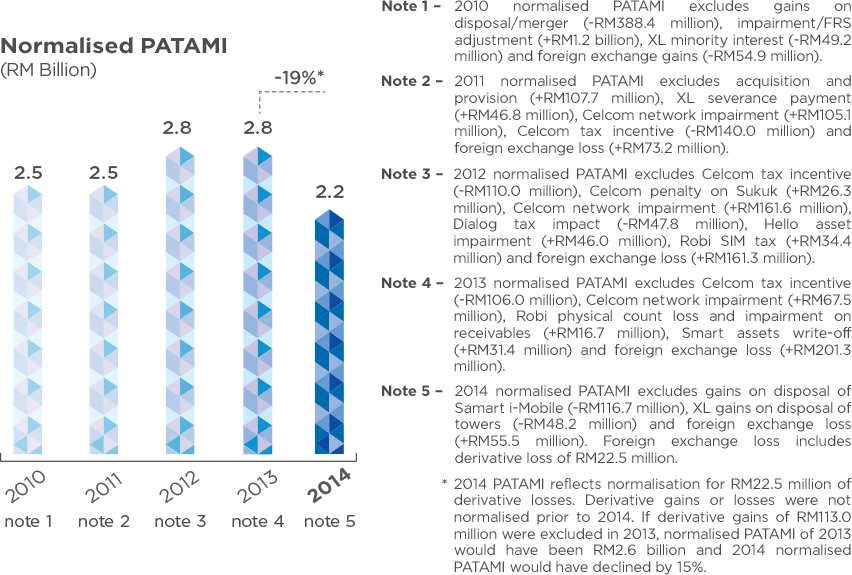 Normalised PATAMI
(RM Billion)
-19%*
2.5
2.5
2.8
2.8
2.2
2010
2011
2012
2013
2014
note 1
note 2
note 3
note 4
note 5
Note 1 – 2010 normalised PATAMI excludes gains on
disposal/merger (-RM388.4 million), impairment/FRS
adjustment (+RM1.2 billion), XL minority interest (-RM49.2
million) and foreign exchange gains (-RM54.9 million).
Note 2 – 2011 normalised PATAMI excludes acquisition and
provision (+RM107.7 million), XL severance payment
(+RM46.8 million), Celcom network impairment (+RM105.1
million), Celcom tax incentive (-RM140.0 million) and
foreign exchange loss (+RM73.2 million).
Note 3 – 2012 normalised PATAMI excludes Celcom tax incentive
(-RM110.0 million), Celcom penalty on Sukuk (+RM26.3
million), Celcom network impairment (+RM161.6 million),
Dialog tax impact (-RM47.8 million), Hello asset
impairment (+RM46.0 million), Robi SIM tax (+RM34.4
million) and foreign exchange loss (+RM161.3 million).
Note 4 – 2013 normalised PATAMI excludes Celcom tax incentive
(-RM106.0 million), Celcom network impairment (+RM67.5
million), Robi physical count loss and impairment on
receivables (+RM16.7 million), Smart assets write-off
(+RM31.4 million) and foreign exchange loss (+RM201.3
million).
Note 5 – 2014 normalised PATAMI excludes gains on disposal of
Samart i-Mobile (-RM116.7 million), XL gains on disposal of
towers (-RM48.2 million) and foreign exchange loss
(+RM55.5 million). Foreign exchange loss includes
derivative loss of RM22.5 million.
* 2014 PATAMI reflects normalisation for RM22.5 million of
derivative losses. Derivative gains or losses were not
normalised prior to 2014. If derivative gains of RM113.0
million were excluded in 2013, normalised PATAMI of 2013
would have been RM2.6 billion and 2014 normalised
PATAMI would have declined by 15%.